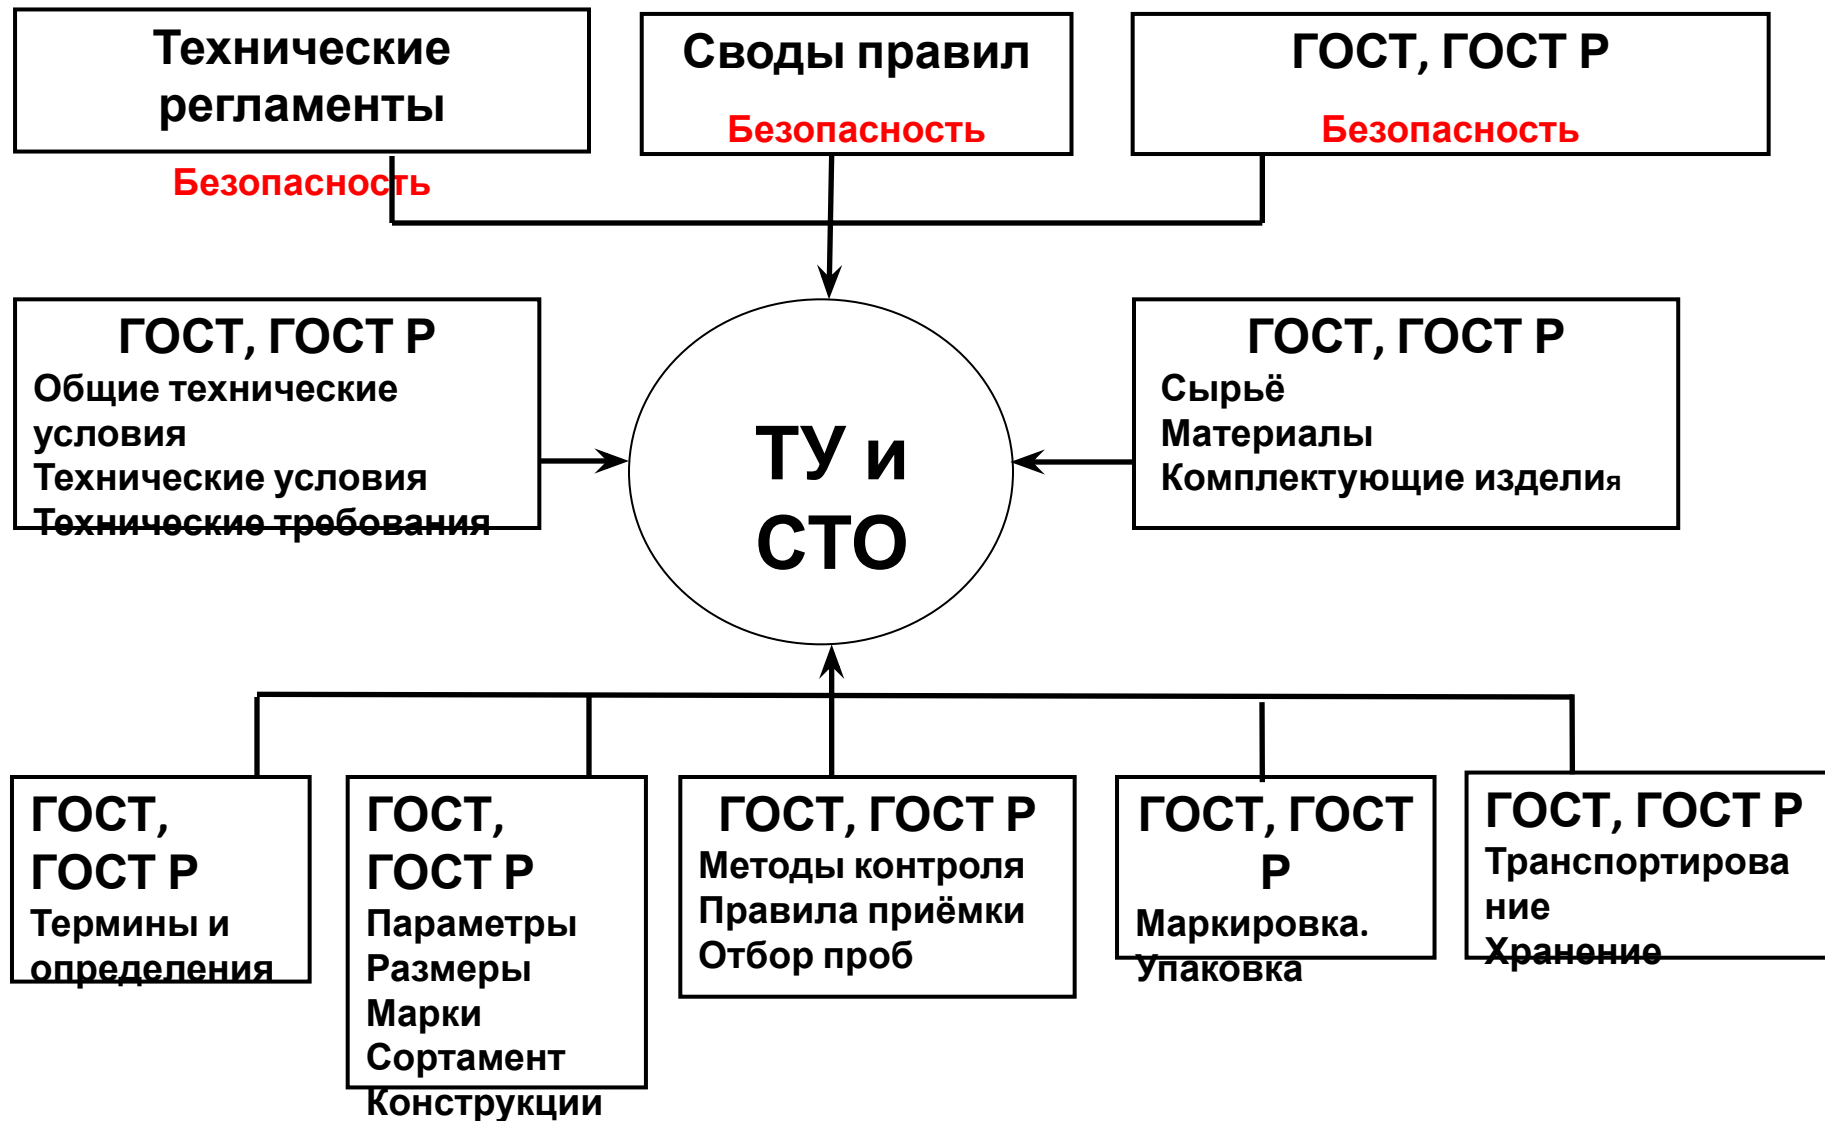 Технические
регламенты
Безопасность
Своды правил
Безопасность
ГОСТ, ГОСТ Р
Безопасность
ГОСТ, ГОСТ Р
Общие технические
условия
Технические условия
Технические требования
ТУ и
СТО
ГОСТ, ГОСТ Р
Сырьё
Материалы
Комплектующие изделия
ГОСТ,
ГОСТ Р
Термины и
определения
ГОСТ,
ГОСТ Р
Параметры
Размеры
Марки
Сортамент
Конструкции
ГОСТ, ГОСТ Р
Методы контроля
Правила приёмки
Отбор проб
ГОСТ, ГОСТ
Р
Маркировка.
Упаковка
ГОСТ, ГОСТ Р
Транспортирова
ние
Хранение